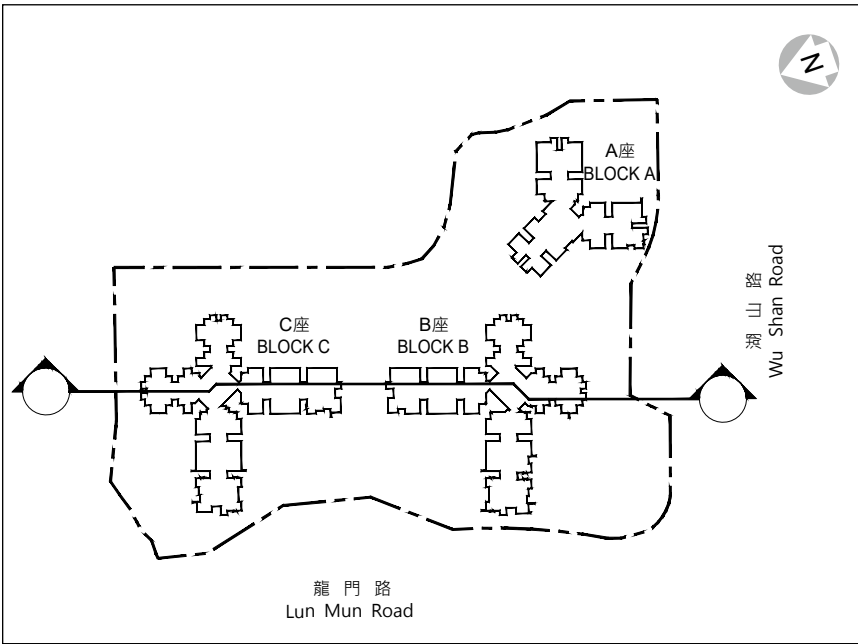 N
A座
BLOCK A
C座
BLOCK C
B座
BLOCK B
湖山路
Wu Shan Road
龍門路
Lun Mun Road